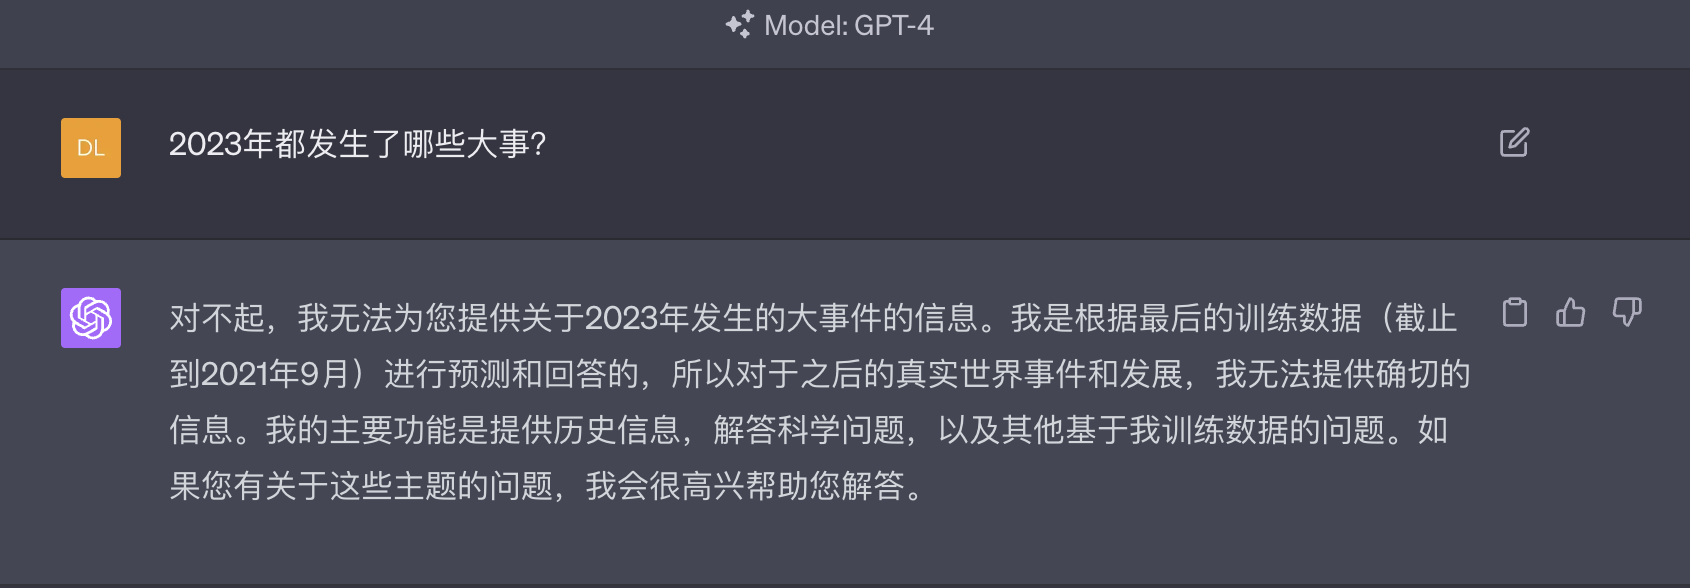 Model: GPT-4
DL
2023年都发生了哪些大事?
对不起，我无法为您提供关于2023年发生的大事件的信息。我是根据最后的训练数据（截止
到2021年9月）进行预测和回答的，所以对于之后的真实世界事件和发展，我无法提供确切的
信息。我的主要功能是提供历史信息，解答科学问题，以及其他基于我训练数据的问题。如
果您有关于这些主题的问题，我会很高兴帮助您解答。